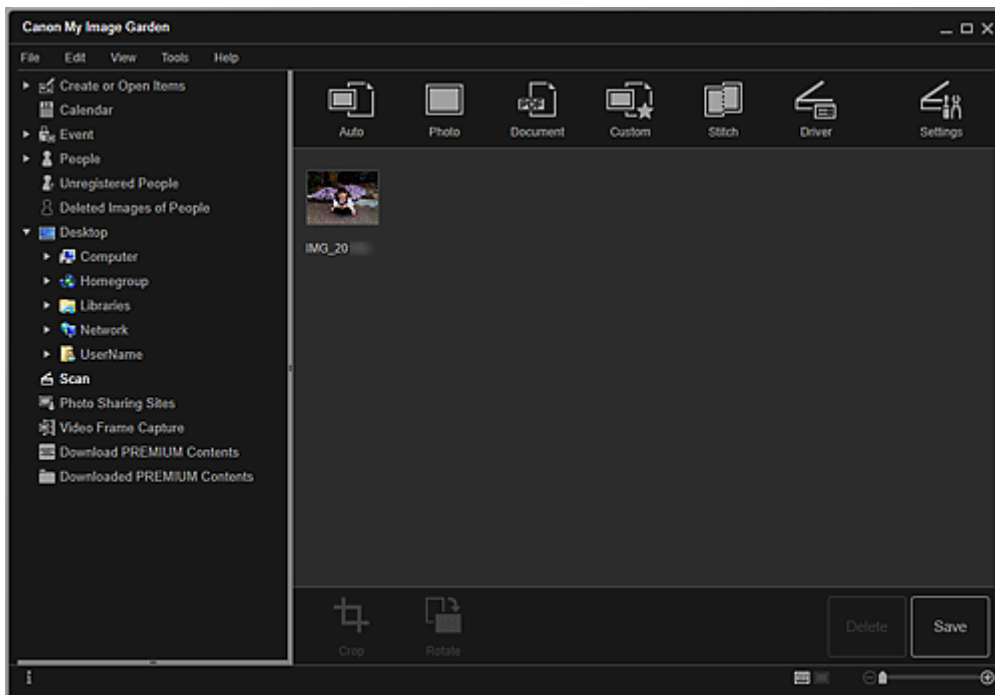 Canon My Image Garden
File Edit View Tools Help
Create or Open Items
Calendar
Event
People
Unregistered People
Deleted Images of People
Desktop
Computer
Homegroup
Libraries
Network
UserName
Scan
Photo Sharing Sites
Video Frame Capture
Download PREMIUM Contents
Downloaded PREMIUM Contents
Auto Photo Document Custom Stitch Driver Settings
PDF
IMG_20
Crop Rotate Delete Save